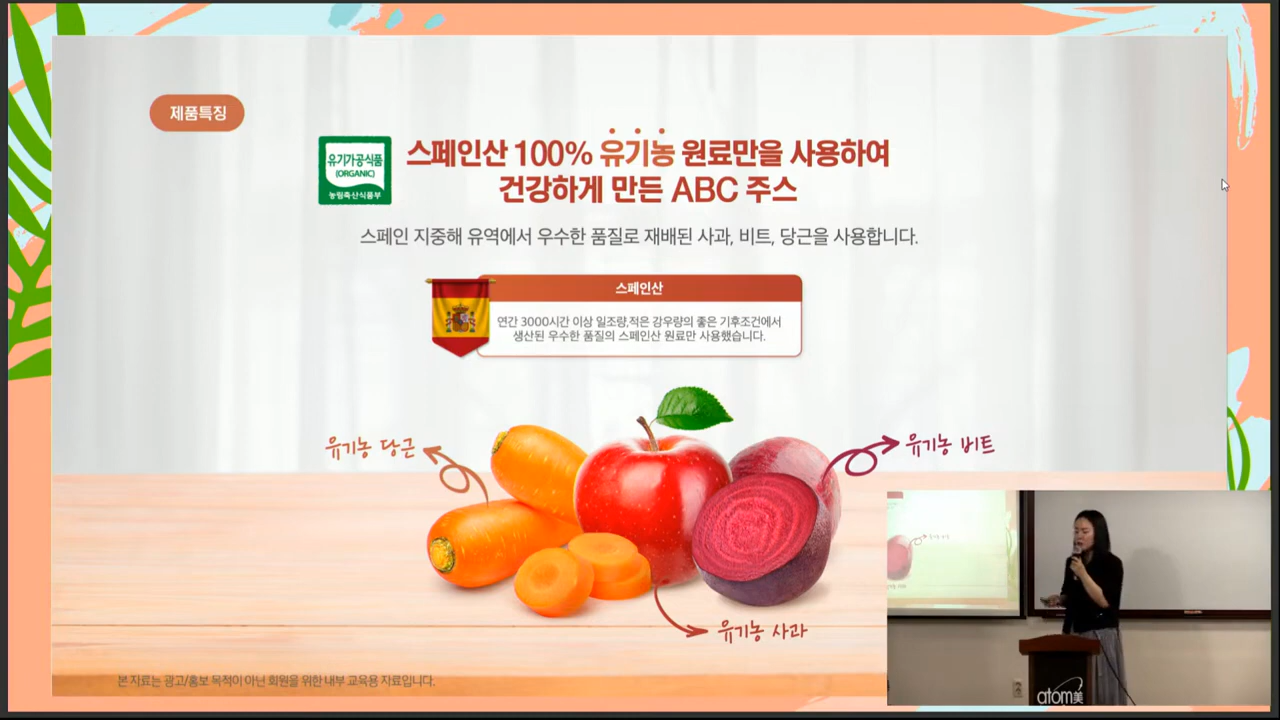 제품특징
유기가공식품
(ORGANIC)
농림축산식품부
스페인산 100% 유기농 원료만을 사용하여
건강하게 만든 ABC 주스
스페인 지중해 유역에서 우수한 품질로 재배된 사과, 비트, 당근을 사용합니다.
스페인산
연간 3000시간 이상 일조량,적은 강우량의 좋은 기후조건에서
생산된 우수한 품질의 스페인산 원료만 사용했습니다.
유기농 당근
유기농 비트
유기농 사과
본 자료는 광고/홍보 목적이 아닌 회원을 위한 내부 교육용 자료입니다.
atom美